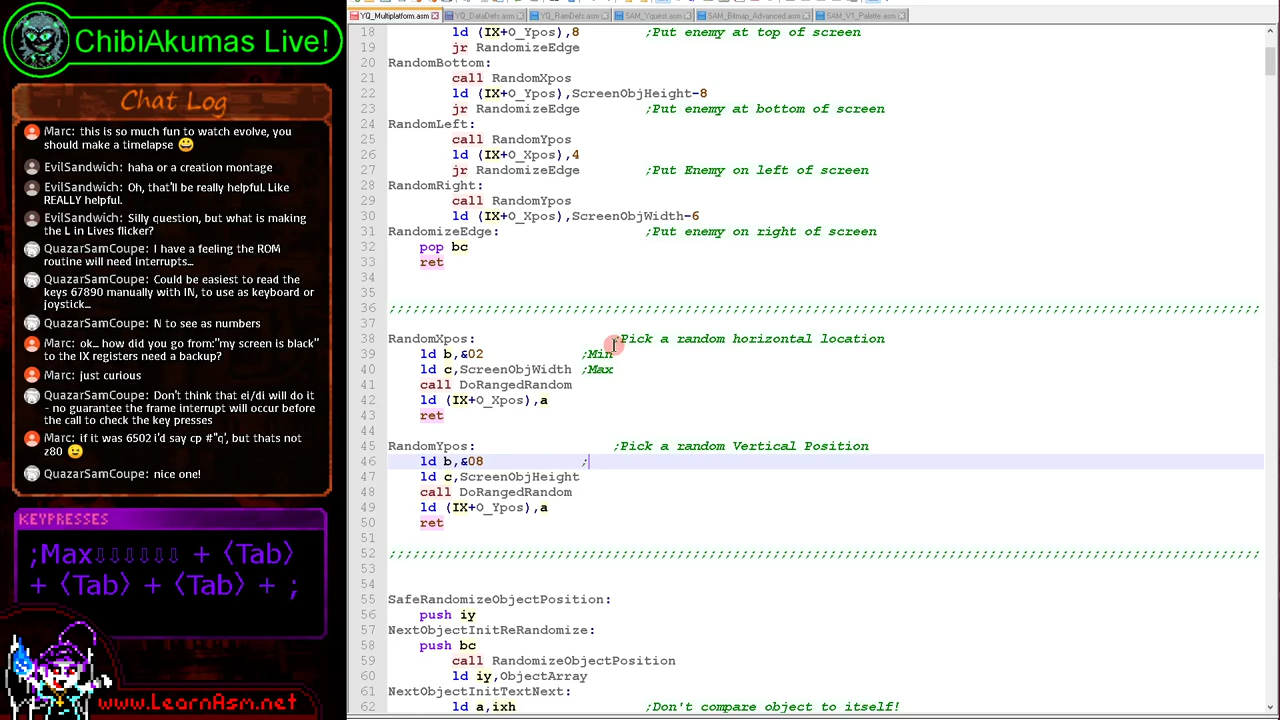 ChibiAkumas Live!
Chat Log
Marc: this is so much fun to watch evolve, you
should make a timelapse 😀
EvilSandwich: haha or a creation montage
EvilSandwich: Oh, that'll be really helpful. Like
REALLY helpful.
EvilSandwich: Silly question, but what is making
the L in Lives flicker?
QuazarSamCoupe: I have a feeling the ROM
routine will need interrupts...
QuazarSamCoupe: Could be easiest to read the
keys 67890 manually with IN, to use as keyboard or
joystick...
QuazarSamCoupe: N to see as numbers
Marc: ok... how did you go from:"my screen is black"
to the IX registers need a backup?
Marc: just curious
QuazarSamCoupe: Don't think that ei/di will do it
- no guarantee the frame interrupt will occur before
the call to check the key presses
Marc: if it was 6502 i'd say cp #"q', but thats not
z80 😉
QuazarSamCoupe: nice one!
KEYPRESSES
;Max⇩⇩⇩⇩⇩⇩ + ⟨Tab⟩
+ ⟨Tab⟩ + ⟨Tab⟩ + ;
www.LearnAsm.net
YQ_Multiplatform.asm YQ_DataDefs.asm YQ_RamDefs.asm SAM_Yquest.asm SAM_Bitmap_Advanced.asm SAM_V1_Palette.asm
18 ld (IX+O_Ypos),8 ;Put enemy at top of screen
19 jr RandomizeEdge
20 RandomBottom:
21 call RandomXpos
22 ld (IX+O_Ypos),ScreenObjHeight-8
23 jr RandomizeEdge ;Put enemy at bottom of screen
24 RandomLeft:
25 call RandomYpos
26 ld (IX+O_Xpos),4
27 jr RandomizeEdge ;Put Enemy on left of screen
28 RandomRight:
29 call RandomYpos
30 ld (IX+O_Xpos),ScreenObjWidth-6
31 RandomizeEdge: ;Put enemy on right of screen
32 pop bc
33 ret
34
35
36 ;;;;;;;;;;;;;;;;;;;;;;;;;;;;;;;;;;;;;;;;;;;;;;;;;;;;;;;;;;;;;;;;;;;;;;;;;;;;;;;;;;;;;;;;;;;;;;;;;;;;;;;;;;;;;
37
38 RandomXpos: ;Pick a random horizontal location
39 ld b,&02 ;Min
40 ld c,ScreenObjWidth ;Max
41 call DoRangedRandom
42 ld (IX+O_Xpos),a
43 ret
44
45 RandomYpos: ;Pick a random Vertical Position
46 ld b,&08 ;
47 ld c,ScreenObjHeight
48 call DoRangedRandom
49 ld (IX+O_Ypos),a
50 ret
51
52 ;;;;;;;;;;;;;;;;;;;;;;;;;;;;;;;;;;;;;;;;;;;;;;;;;;;;;;;;;;;;;;;;;;;;;;;;;;;;;;;;;;;;;;;;;;;;;;;;;;;;;;;;;;;;;
53
54
55 SafeRandomizeObjectPosition:
56 push iy
57 NextObjectInitReRandomize:
58 push bc
59 call RandomizeObjectPosition
60 ld iy,ObjectArray
61 NextObjectInitTextNext:
62 ld a,ixh ;Don't compare object to itself!